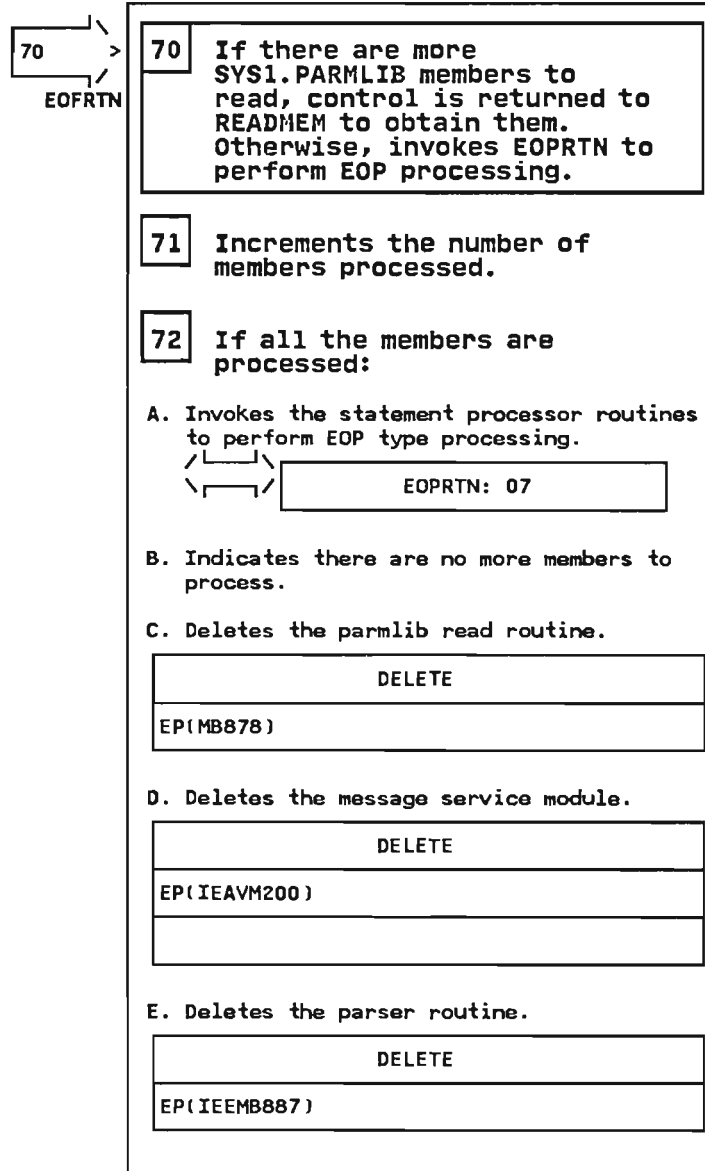 70 >
EOFRTN
70 If there are more
SYS1.PARMLIB members to
read, control is returned to
READMEM to obtain them.
Otherwise, invokes EOPRTN to
perform EOP processing.
71 Increments the number of
members processed.
72 If all the members are
processed:
A. Invokes the statement processor routines
to perform EOP type processing.
EOPRTN: 07
B. Indicates there are no more members to
process.
C. Deletes the parmlib read routine.
DELETE
EP(MB878)
D. Deletes the message service module.
DELETE
EP(IEAVM200)
E. Deletes the parser routine.
DELETE
EP(IEEMB887)